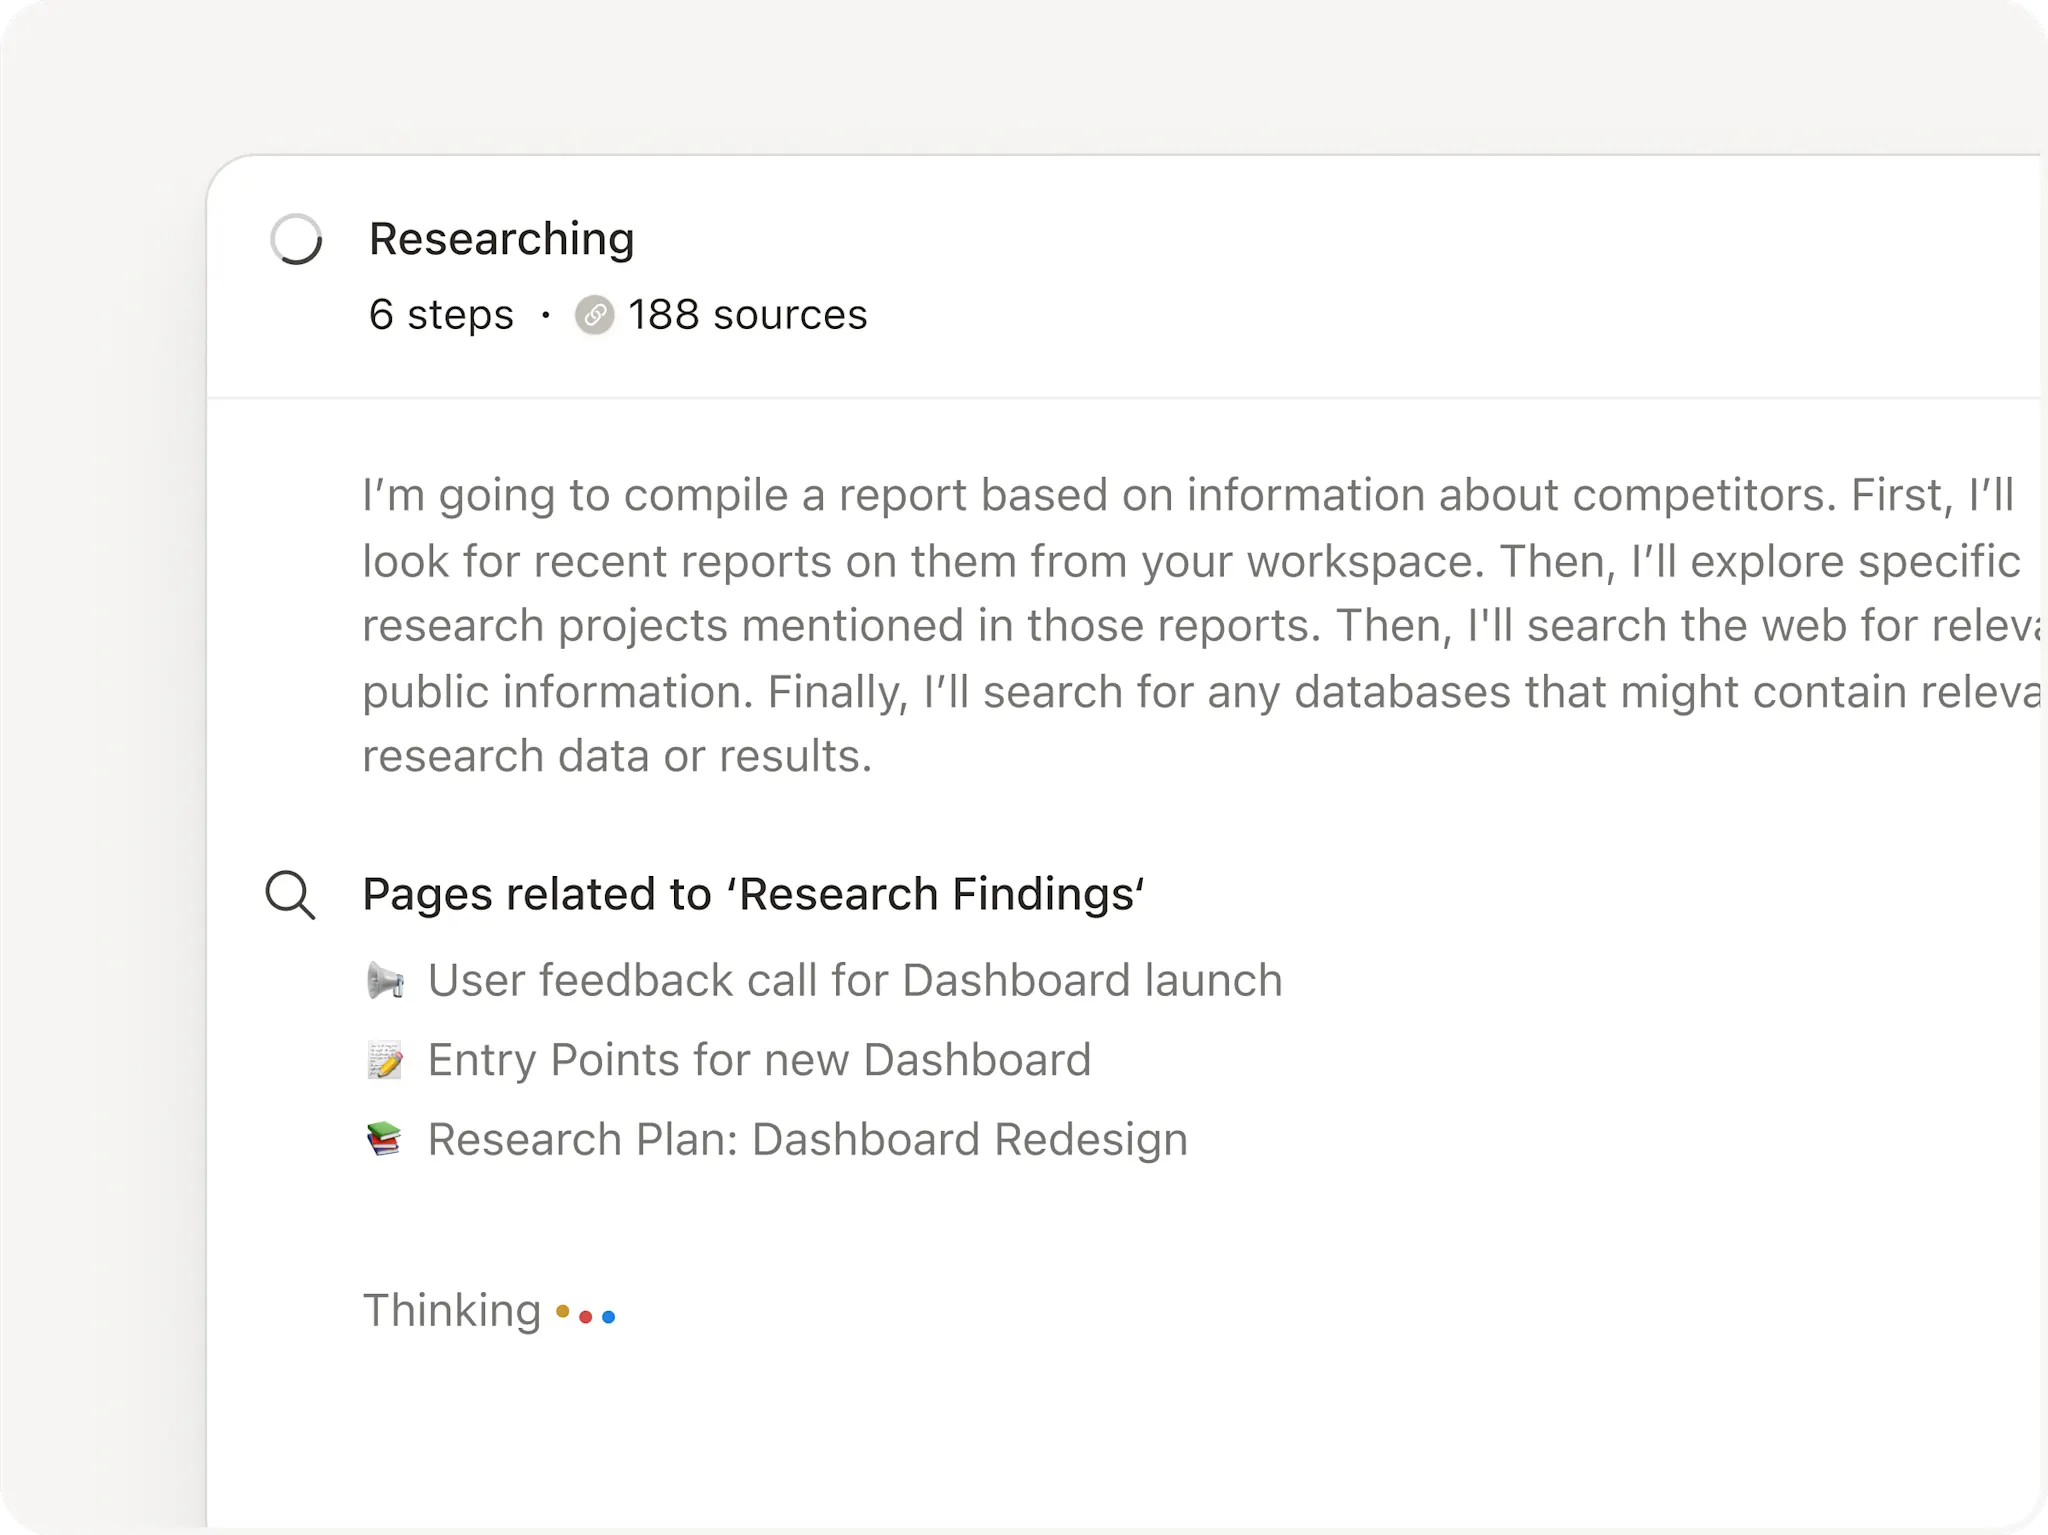 Researching
6 steps · 188 sources
I’m going to compile a report based on information about competitors. First, I’ll
look for recent reports on them from your workspace. Then, I’ll explore specific
research projects mentioned in those reports. Then, I'll search the web for
public information. Finally, I’ll search for any databases that might contain
research data or results.
Pages related to ‘Research Findings‘
User feedback call for Dashboard launch
Entry Points for new Dashboard
Research Plan: Dashboard Redesign
Thinking